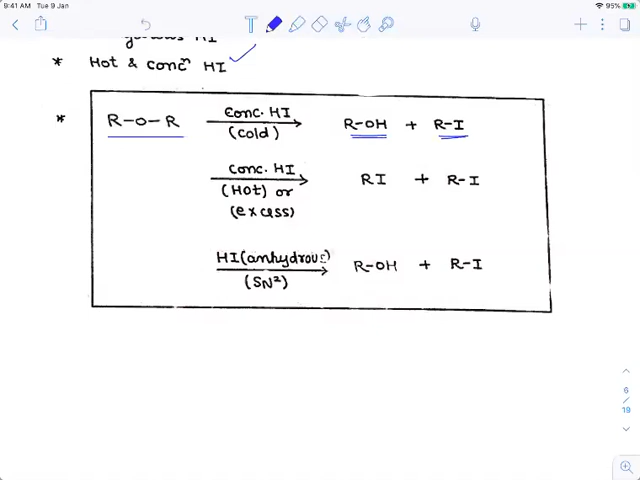 9:41 AM Tue 9 Jan
95%
HI
* Hot & concⁿ HI
* R-O-R Conc. HI (cold) R-OH + R-I
Conc. HI (Hot) or (excess) RI + R-I
HI (anhydrous) (SN²) R-OH + R-I
6
/
19